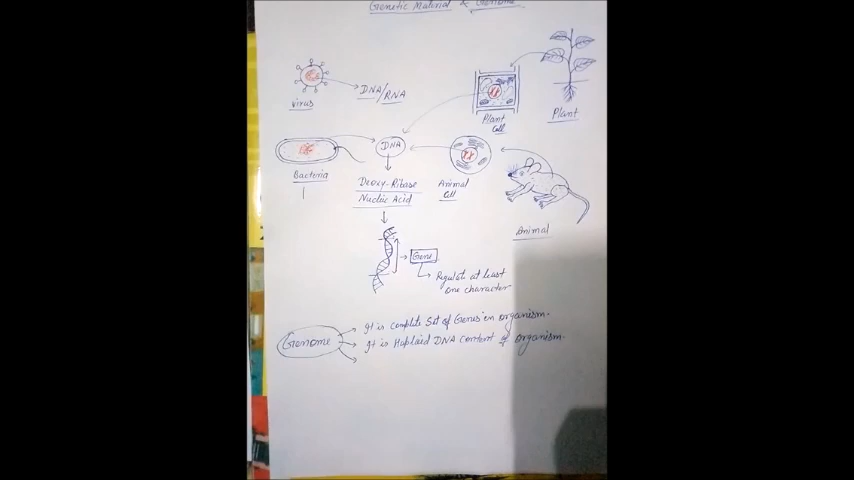 Genetic Material & Genome
Virus
DNA/RNA
Plant
Cell
Plant
Bacteria
DNA
Animal
Cell
Deoxy-Ribose
Nucleic Acid
Animal
Gene
Regulate at least
one character
Genome
It is complete Set of Genes in organism.
It is Haploid DNA content of organism.